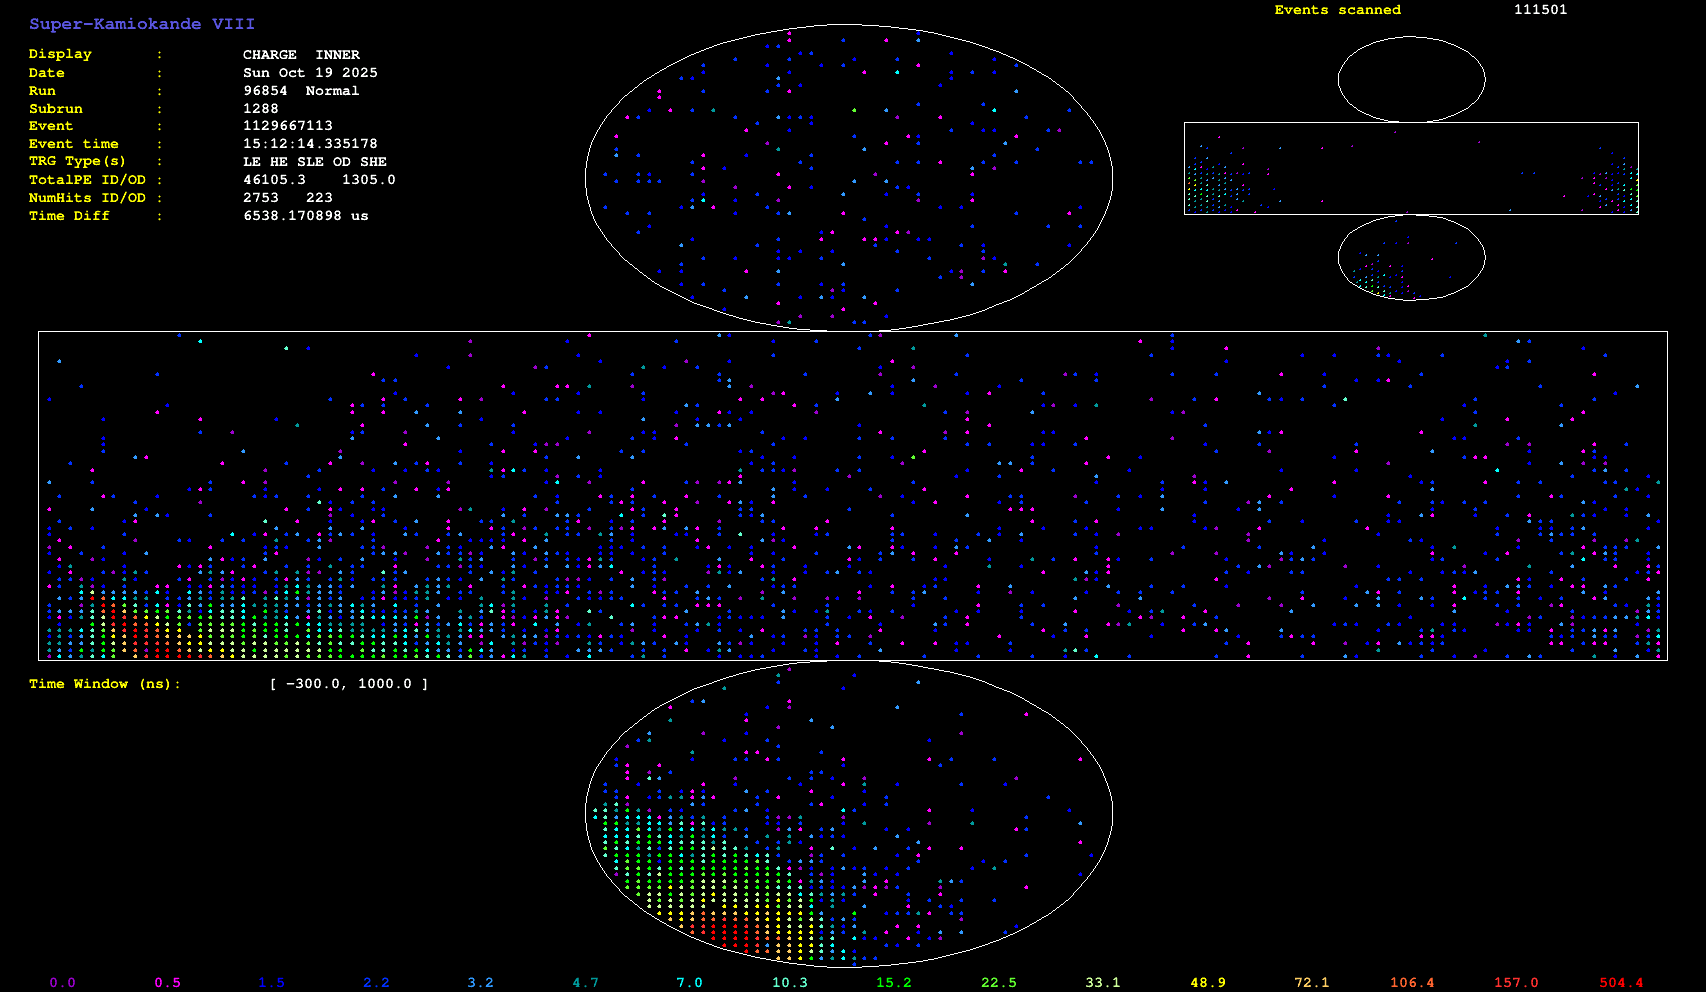 Super-Kamiokande VIII
Events scanned 111501
Display : CHARGE INNER
Date : Sun Oct 19 2025
Run : 96854 Normal
Subrun : 1288
Event : 1129667113
Event time : 15:12:14.335178
TRG Type(s) : LE HE SLE OD SHE
TotalPE ID/OD : 46105.3 1305.0
NumHits ID/OD : 2753 223
Time Diff : 6538.170898 us
Time Window (ns): [ -300.0, 1000.0 ]
0.0 0.5 1.5 2.2 3.2 4.7 7.0 10.3 15.2 22.5 33.1 48.9 72.1 106.4 157.0 504.4